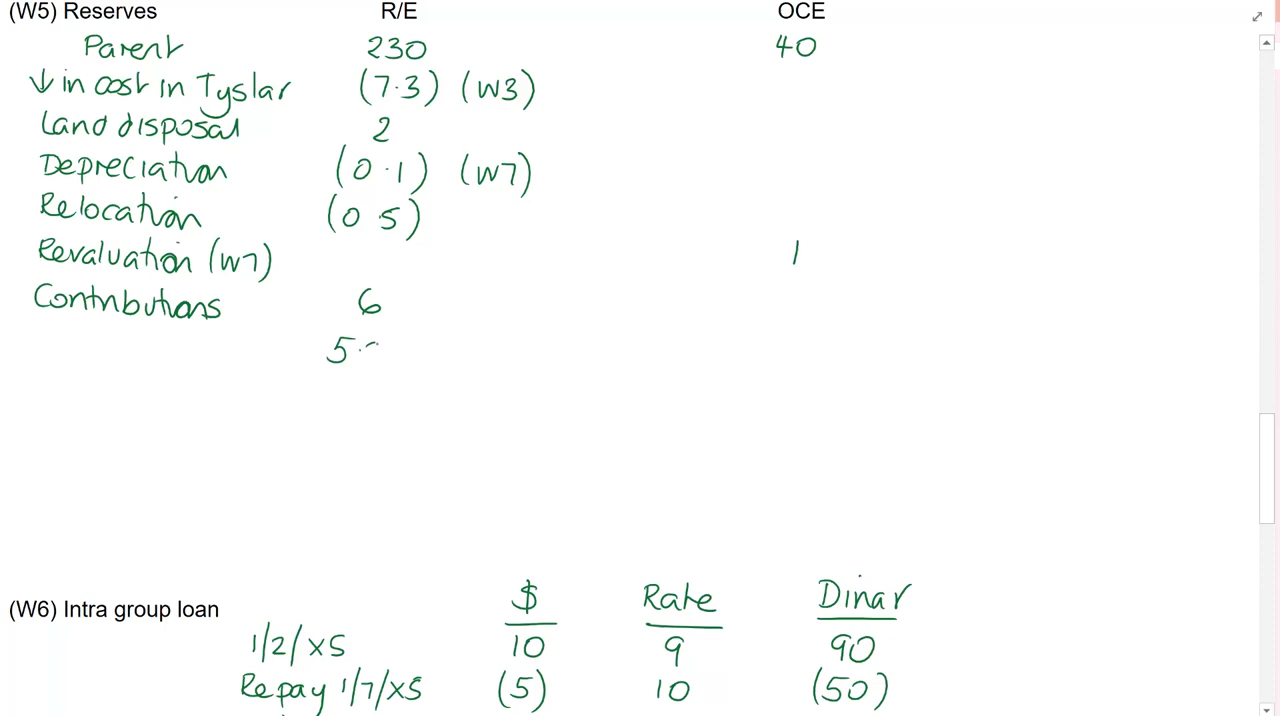 (W5) Reserves R/E OCE
Parent 230 40
↓ in cost in Tyslar (7.3) (W3)
Land disposal 2
Depreciation (0.1) (W7)
Relocation (0.5)
Revaluation (W7) 1
Contributions 6
5.
(W6) Intra group loan $ Rate Dinar
1/2/X5 10 9 90
Repay 1/7/X5 (5) 10 (50)